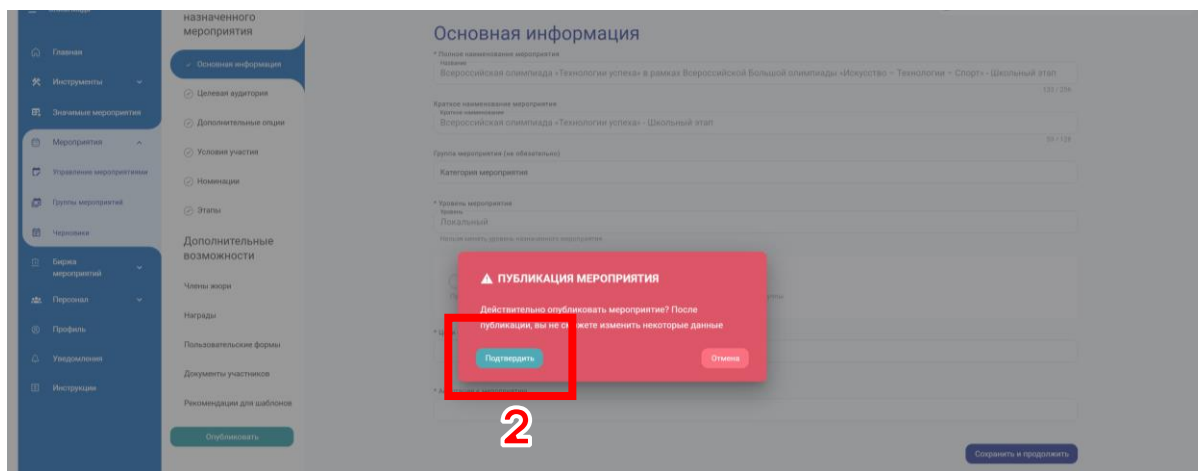 Главная
Инструменты
Значимые мероприятия
Мероприятия
Управление мероприятиями
Группы мероприятий
Черновики
Биржа
мероприятий
Персонал
Профиль
Уведомления
Инструкции
назначенного
мероприятия
Основная информация
Целевая аудитория
Дополнительные опции
Условия участия
Номинации
Этапы
Дополнительные
возможности
Члены жюри
Награды
Пользовательские формы
Документы участников
Рекомендации для шаблонов
Опубликовать
Основная информация
* Полное наименование мероприятия
Название
Всероссийская олимпиада «Технологии успеха» в рамках Всероссийской Большой олимпиады «Искусство – Технологии – Спорт» - Школьный этап
Краткое наименование мероприятия
Краткое наименование
Всероссийская олимпиада «Технологии успеха» - Школьный этап
Группа мероприятия (не обязательно)
Категория мероприятия
* Уровень мероприятия
Уровень
Локальный
Нельзя менять уровень назначенного мероприятия
ПУБЛИКАЦИЯ МЕРОПРИЯТИЯ
Действительно опубликовать мероприятие? После
публикации, вы не сможете изменить некоторые данные
Подтвердить
Отмена
2
Сохранить и продолжить